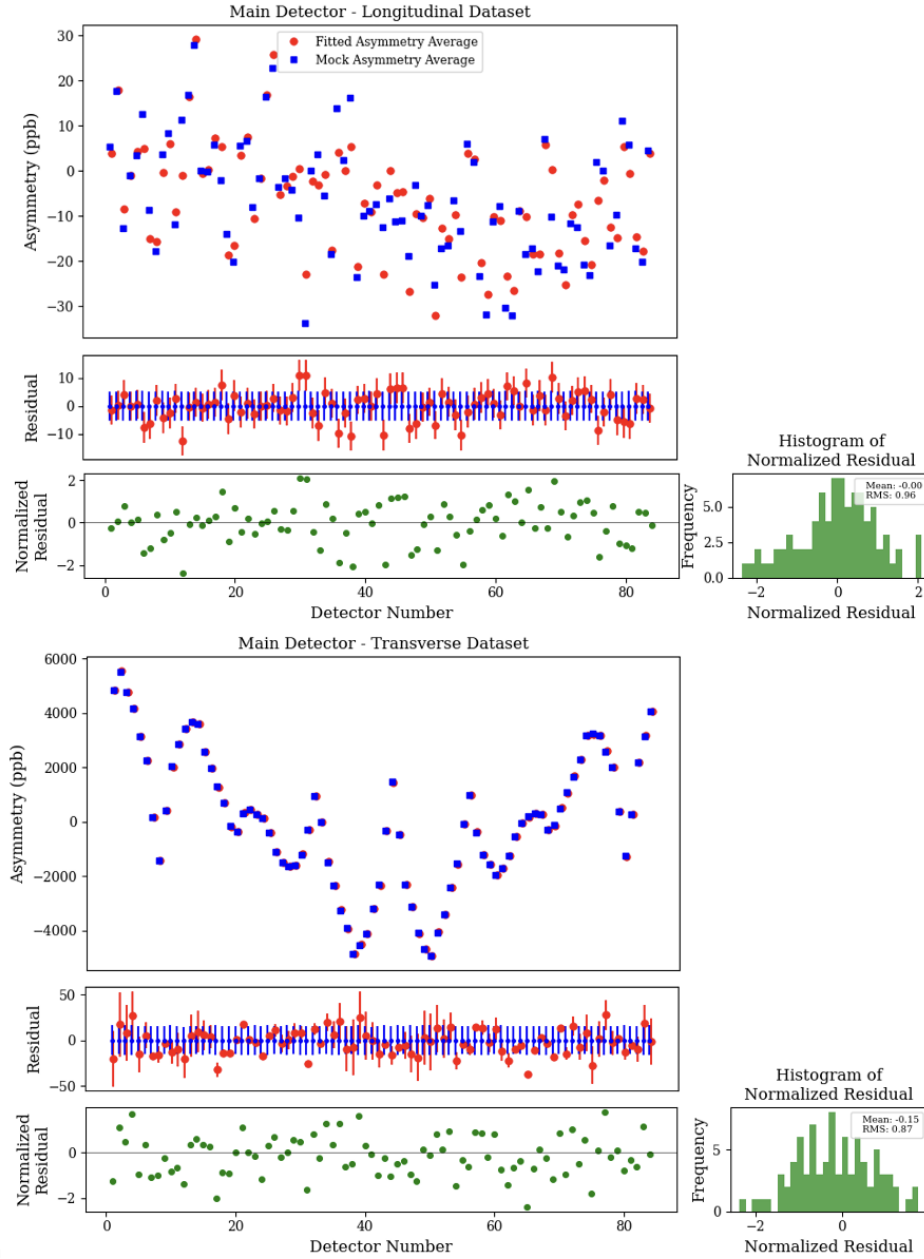 Main Detector - Longitudinal Dataset
Fitted Asymmetry Average
Mock Asymmetry Average
Asymmetry (ppb)
30
20
10
0
−10
−20
−30
Residual
10
0
−10
Normalized
Residual
2
0
−2
0
20
40
60
80
Detector Number
Histogram of
Normalized Residual
Mean: -0.00
RMS: 0.96
Frequency
5.0
2.5
0.0
−2
0
2
Normalized Residual
Main Detector - Transverse Dataset
Asymmetry (ppb)
6000
4000
2000
0
−2000
−4000
Residual
50
0
−50
Normalized
Residual
0
−2
0
20
40
60
80
Detector Number
Histogram of
Normalized Residual
Mean: -0.15
RMS: 0.87
Frequency
5
0
−2
0
Normalized Residual